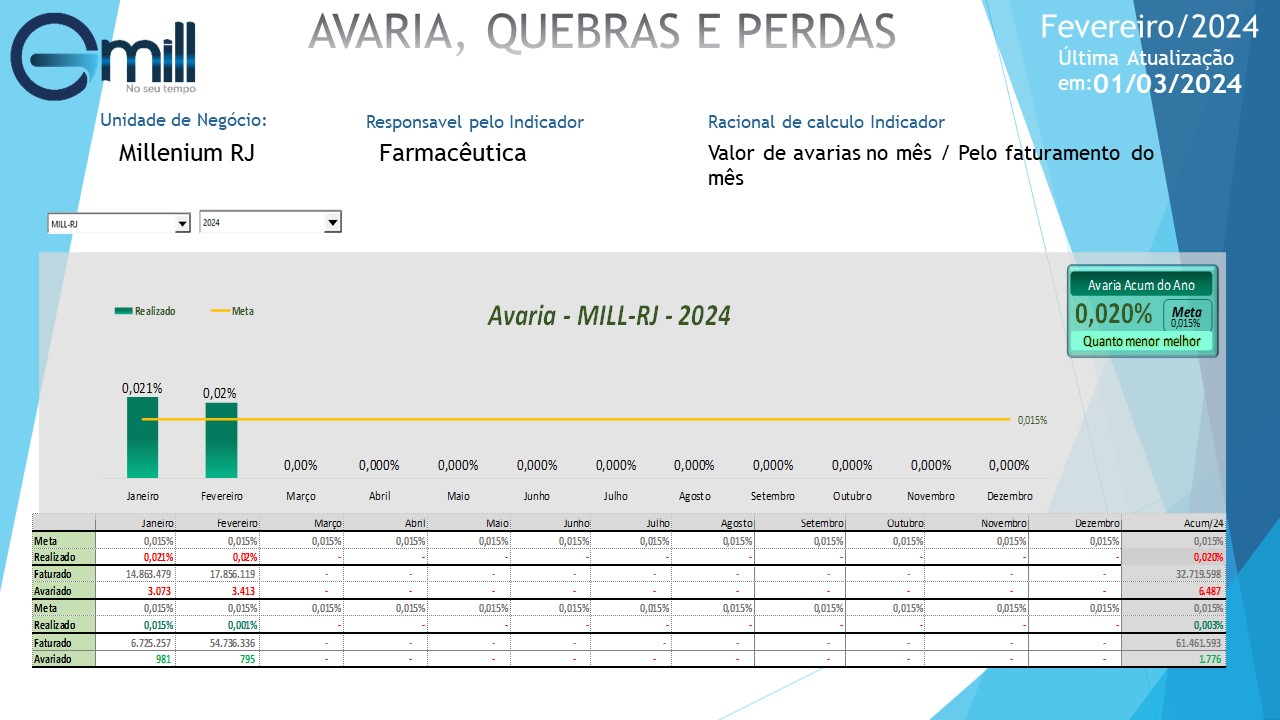 Gmill
No seu tempo
AVARIA, QUEBRAS E PERDAS
Fevereiro/2024
Última Atualização
em:01/03/2024
Unidade de Negócio:
Millenium RJ
Responsavel pelo Indicador
Farmacêutica
Racional de calculo Indicador
Valor de avarias no mês / Pelo faturamento do
mês
MILL-RJ
2024
Avaria Acum do Ano
0,020% Meta
0,015%
Quanto menor melhor
Realizado Meta
Avaria - MILL-RJ - 2024
0,021% 0,02%
0,015%
0,00% 0,000% 0,000% 0,000% 0,000% 0,000% 0,000% 0,000% 0,000% 0,000%
Janeiro Fevereiro Março Abril Maio Junho Julho Agosto Setembro Outubro Novembro Dezembro
Janeiro Fevereiro Março Abril Maio Junho Julho Agosto Setembro Outubro Novembro Dezembro Acum/24
Meta 0,015% 0,015% 0,015% 0,015% 0,015% 0,015% 0,015% 0,015% 0,015% 0,015% 0,015% 0,015% 0,015%
Realizado 0,021% 0,02% - - - - - - - - - - 0,020%
Faturado 14.863.479 17.856.119 - - - - - - - - - - 32.719.598
Avariado 3.073 3.413 - - - - - - - - - - 6.487
Meta 0,015% 0,015% 0,015% 0,015% 0,015% 0,015% 0,015% 0,015% 0,015% 0,015% 0,015% 0,015% 0,015%
Realizado 0,015% 0,001% - - - - - - - - - - 0,003%
Faturado 6.725.257 54.736.336 - - - - - - - - - - 61.461.593
Avariado 981 795 - - - - - - - - - - 1.776